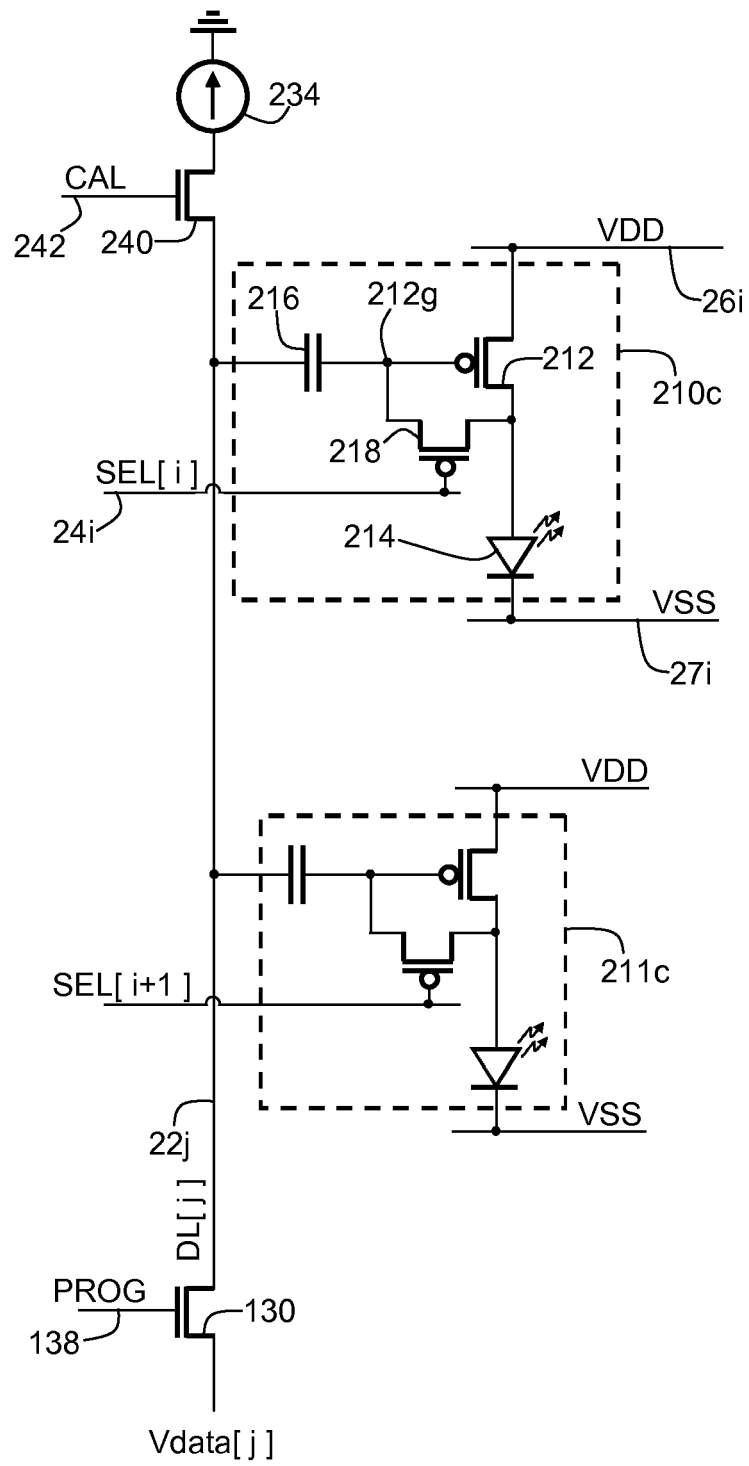 234
CAL
242
240
VDD
26i
216
212g
212
210c
218
SEL[ i ]
24i
214
VSS
27i
VDD
211c
SEL[ i+1 ]
22j
VSS
DL[ j ]
PROG
138
130
Vdata[ j ]